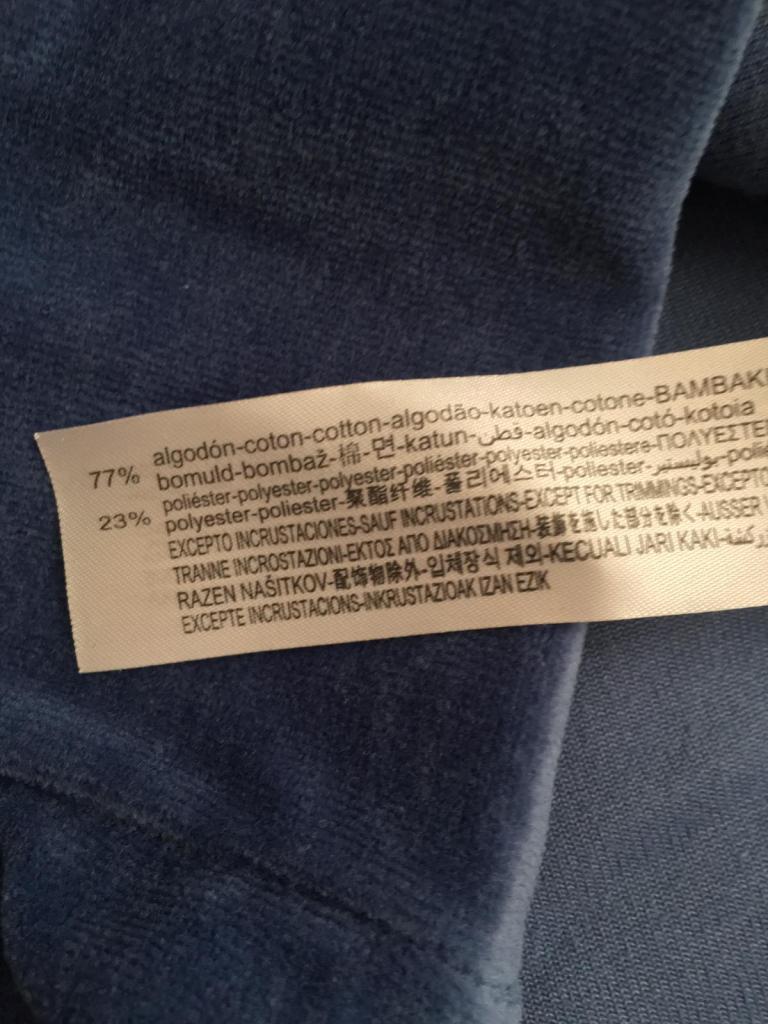 77% algodón-coton-cotton-algodão-katoen-cotone-BAMBAKI
bomuld-bombaž-棉-면-katun-قطن-algodón-cotó-kotoia
23% poliéster-polyester-polyester-poliéster-polyester-poliestere-ΠΟΛΥΕΣΤΕ
polyester-poliester-聚酯纤维-폴리에스터-poliester-بوليستير-polié
EXCEPTO INCRUSTACIONES-SAUF INCRUSTATIONS-EXCEPT FOR TRIMMINGS-EXCEPTO
TRANNE INCROSTAZIONI-ΕΚΤΟΣ ΑΠΟ ΔΙΑΚΟΣΜΗΣΗ-装飾を施した部分を除く-AUSSER
RAZEN NAŠITKOV-配饰物除外-입체장식 제외-KECUALI JARI KAKI-
EXCEPTE INCRUSTACIONS-INKRUSTAZIOAK IZAN EZIK